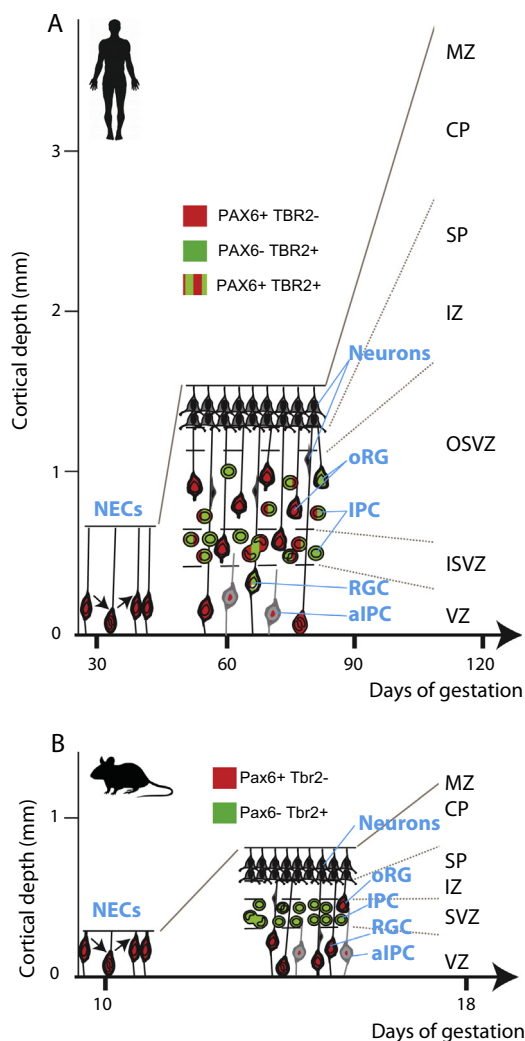 A
MZ
CP
3
SP
PAX6+ TBR2-
PAX6- TBR2+
PAX6+ TBR2+
Cortical depth (mm)
2
IZ
Neurons
OSVZ
oRG
1
NECs
IPC
ISVZ
RGC
aIPC
VZ
0
30
60
90
120
Days of gestation
B
Pax6+ Tbr2-
Pax6- Tbr2+
MZ
CP
1
Neurons
Cortical depth (mm)
SP
oRG
IZ
IPC
NECs
SVZ
RGC
aIPC
VZ
0
10
18
Days of gestation